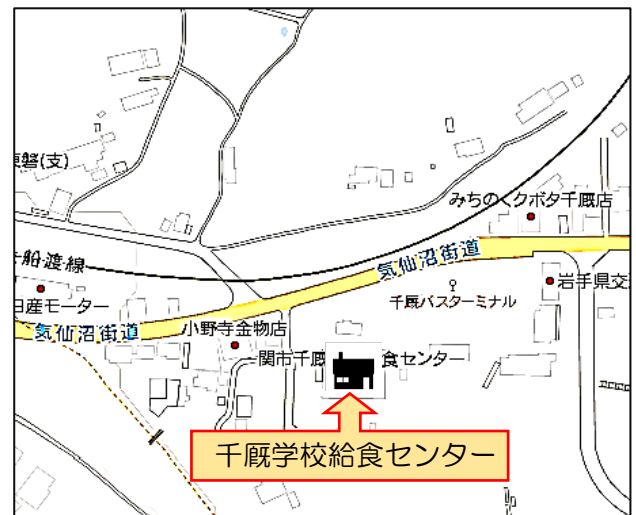 東磐(支)
みちのくクボタ千厩店
船渡線
気仙沼街道
岩手県交
千厩バスターミナル
日産モーター
気仙沼街道
小野寺金物店
関市千厩
食センター
千厩学校給食センター